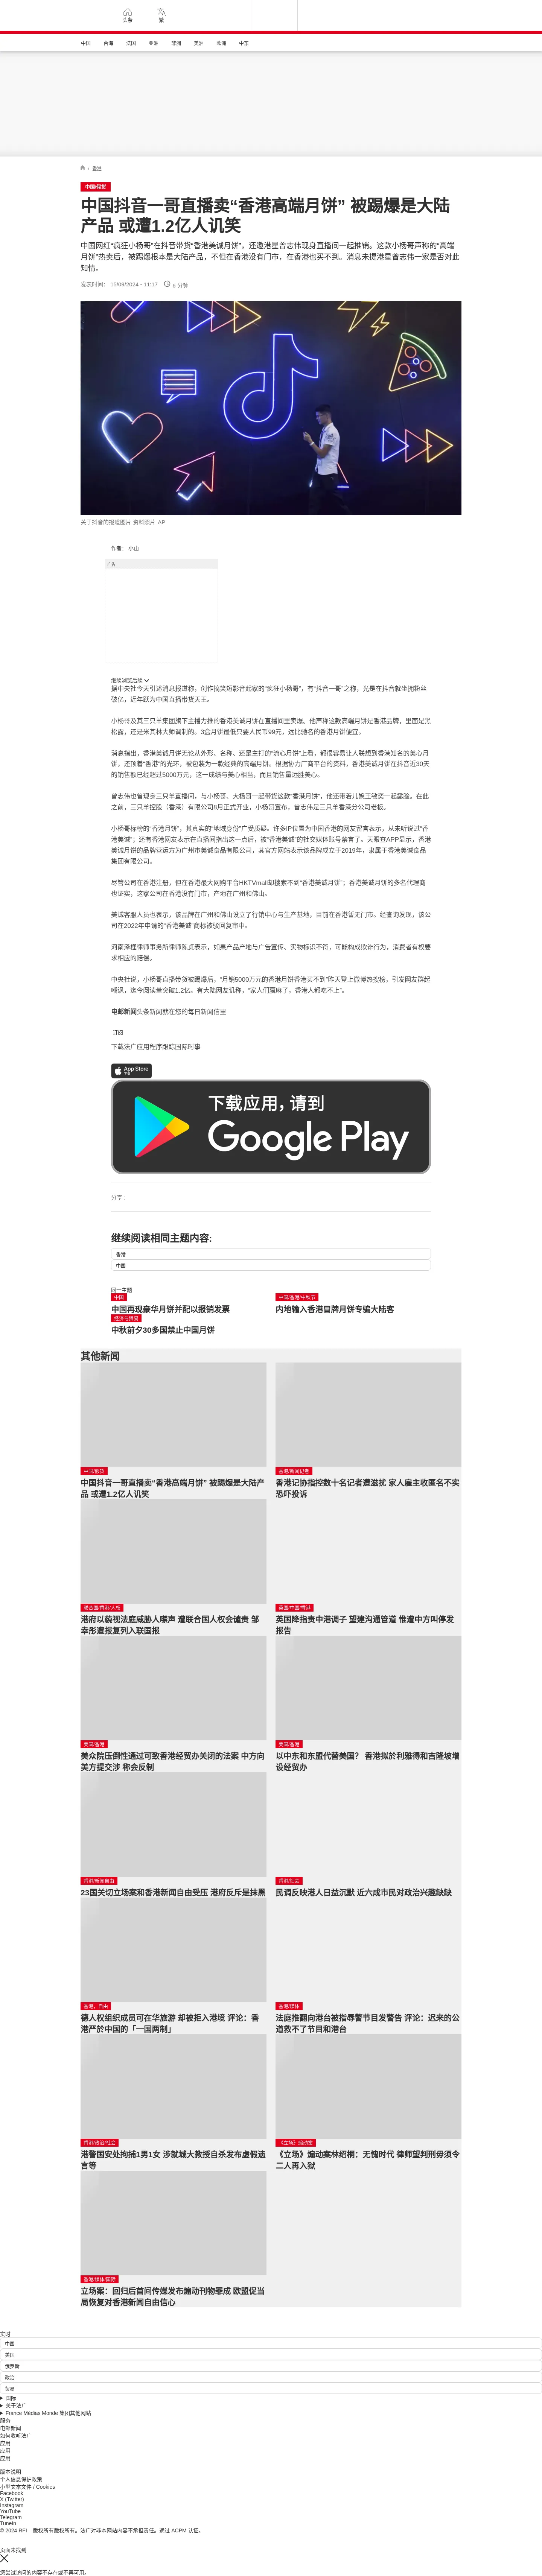 头条
繁
中国
台海
法国
亚洲
非洲
美洲
欧洲
中东
/ 香港
中国/假货
中国抖音一哥直播卖“香港高端月饼” 被踢爆是大陆
产品 或遭1.2亿人讥笑
中国网红“疯狂小杨哥”在抖音带货“香港美诚月饼”，还邀港星曾志伟现身直播间一起推销。这款小杨哥声称的“高端
月饼”热卖后，被踢爆根本是大陆产品，不但在香港没有门市，在香港也买不到。消息未提港星曾志伟一家是否对此
知情。
发表时间： 15/09/2024 - 11:17
6 分钟
关于抖音的报道图片 资料照片 AP
作者： 小山
广告
继续浏览后续
据中央社今天引述消息报道称，创作搞笑短影音起家的“疯狂小杨哥”，有“抖音一哥”之称，光是在抖音就坐拥粉丝
破亿，近年跃为中国直播带货天王。
小杨哥及其三只羊集团旗下主播力推的香港美诚月饼在直播间里卖爆。他声称这款高端月饼是香港品牌，里面是黑
松露，还是米其林大师调制的。3盒月饼最低只要人民币99元，远比驰名的香港月饼便宜。
消息指出，香港美诚月饼无论从外形、名称、还是主打的“流心月饼”上看，都很容易让人联想到香港知名的美心月
饼，还顶着“香港”的光环，被包装为一款经典的高端月饼。根据协力厂商平台的资料，香港美诚月饼在抖音近30天
的销售额已经超过5000万元，这一成绩与美心相当，而且销售量远胜美心。
曾志伟也曾现身三只羊直播间，与小杨哥、大杨哥一起带货这款“香港月饼”，他还带着儿媳王敏奕一起露脸。在此
之前，三只羊控股（香港）有限公司8月正式开业，小杨哥宣布，曾志伟是三只羊香港分公司老板。
小杨哥标榜的“香港月饼”，其真实的“地域身份”广受质疑。许多IP位置为中国香港的网友留言表示，从未听说过“香
港美诚”；还有香港网友表示在直播间指出这一点后，被“香港美诚”的社交媒体账号禁言了。天眼查APP显示，香港
美诚月饼的品牌营运方为广州市美诚食品有限公司，其官方网站表示该品牌成立于2019年，隶属于香港美诚食品
集团有限公司。
尽管公司在香港注册，但在香港最大网购平台HKTVmall却搜索不到“香港美诚月饼”；香港美诚月饼的多名代理商
也证实，这家公司在香港没有门市，产地在广州和佛山。
美诚客服人员也表示，该品牌在广州和佛山设立了行销中心与生产基地，目前在香港暂无门市。经查询发现，该公
司在2022年申请的“香港美诚”商标被驳回复审中。
河南泽槿律师事务所律师陈贞表示，如果产品产地与广告宣传、实物标识不符，可能构成欺诈行为，消费者有权要
求相应的赔偿。
中央社说，小杨哥直播带货被踢爆后，“月销5000万元的香港月饼香港买不到”昨天登上微博热搜榜，引发网友群起
嘲讽，迄今阅读量突破1.2亿。有大陆网友讥称，“家人们赢麻了，香港人都吃不上”。
电邮新闻头条新闻就在您的每日新闻信里
订阅
下载法广应用程序跟踪国际时事
App Store
下载
下载应用，请到
Google Play
分享 :
继续阅读相同主题内容:
香港
中国
同一主题
中国
中国再现豪华月饼并配以报销发票
中国/香港/中秋节
内地输入香港冒牌月饼专骗大陆客
经济与贸易
中秋前夕30多国禁止中国月饼
其他新闻
中国/假货
中国抖音一哥直播卖“香港高端月饼” 被踢爆是大陆产
品 或遭1.2亿人讥笑
香港/新闻记者
香港记协指控数十名记者遭滋扰 家人雇主收匿名不实
恐吓投诉
联合国/香港/人权
港府以藐视法庭威胁人噤声 遭联合国人权会谴责 邹
幸彤遭报复列入联国报
英国/中国/香港
英国降指责中港调子 望建沟通管道 惟遭中方叫停发
报告
美国/香港
美众院压倒性通过可致香港经贸办关闭的法案 中方向
美方提交涉 称会反制
美国/香港
以中东和东盟代替美国？ 香港拟於利雅得和吉隆坡增
设经贸办
香港/新闻自由
23国关切立场案和香港新闻自由受压 港府反斥是抹黑
香港/社会
民调反映港人日益沉默 近六成市民对政治兴趣缺缺
香港、自由
德人权组织成员可在华旅游 却被拒入港境 评论：香
港严於中国的「一国两制」
香港/媒体
法庭推翻向港台被指辱警节目发警告 评论：迟来的公
道救不了节目和港台
香港/政治/社会
港警国安处拘捕1男1女 涉就城大教授自杀发布虚假遗
言等
《立场》煽动案
《立场》煽动案林绍桐：无愧时代 律师望判刑毋须令
二人再入狱
香港/媒体/国际
立场案：回归后首间传媒发布煽动刊物罪成 欧盟促当
局恢复对香港新闻自由信心
实时
中国
美国
俄罗斯
政治
贸易
国际
关于法广
France Médias Monde 集团其他网站
服务
电邮新闻
如何收听法广
应用
应用
应用
版本说明
个人信息保护政策
小型文本文件 / Cookies
Facebook
X (Twitter)
Instagram
YouTube
Telegram
TuneIn
© 2024 RFI – 版权所有版权所有。法广对非本网站内容不承担责任。通过 ACPM 认证。
页面未找到
您尝试访问的内容不存在或不再可用。